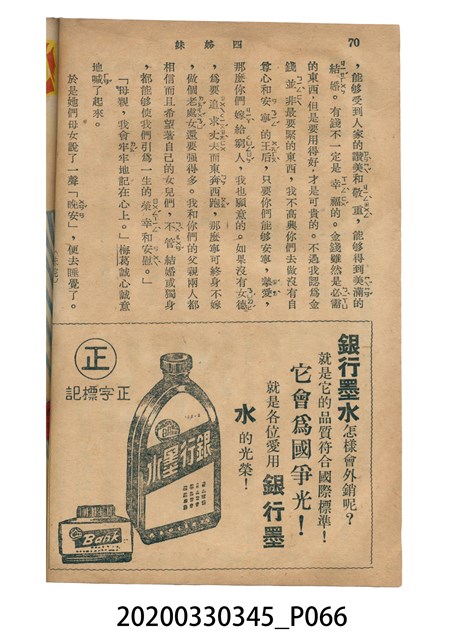 70
四姊妹
，能够受到人家的讚美和敬重，能够得到美滿的
結婚。有錢不一定是幸福的。金錢雖然是必需
的東西，但是要用得好，才是可貴的。不過我認爲金
錢並非最要緊的東西，我不高興你們去做沒有自
尊心和安寧的王后，只要你們能够安寧，摯愛，
那麼你們嫁給窮人，我也願意的。如果沒有女德
，爲要追求丈夫而東奔西跑，那麼寧可終身不嫁
，做個老處女還要强得多。我和你們的父親兩人都
相信而且希望著自己的女兒們，不管結婚或獨身
，都能够使我們引爲一生的榮幸和安慰。」
「母親，我會牢牢地記在心上。」梅葛誠心誠意
地喊了起來。
於是她們母女說了一聲「晚安」，便去睡覺了。
銀行墨水怎樣會外銷呢？
就是它的品質符合國際標準！
它會爲國爭光！
就是各位愛用銀行墨
水的光榮！
正
正字標記
銀行墨水
Bank
20200330345_P066